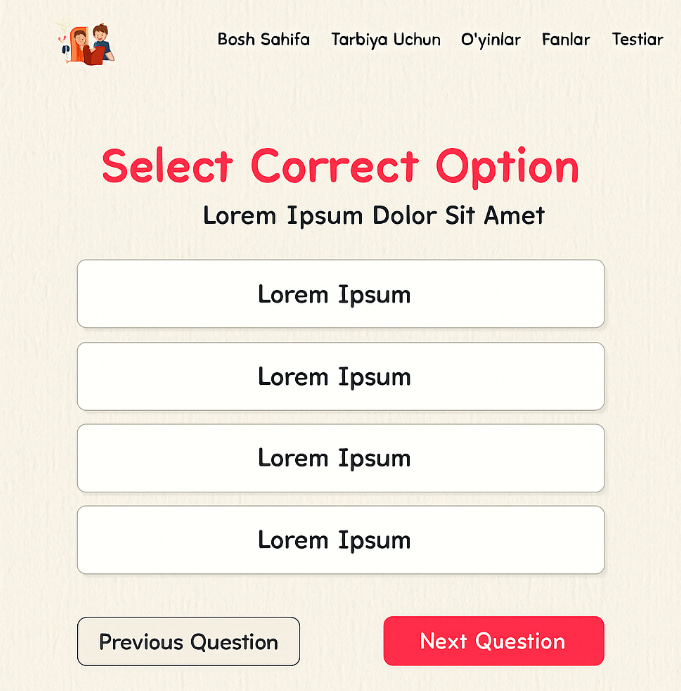 Bosh Sahifa Tarbiya Uchun O'yinlar Fanlar Testiar
Select Correct Option
Lorem Ipsum Dolor Sit Amet
Lorem Ipsum
Lorem Ipsum
Lorem Ipsum
Lorem Ipsum
Previous Question Next Question